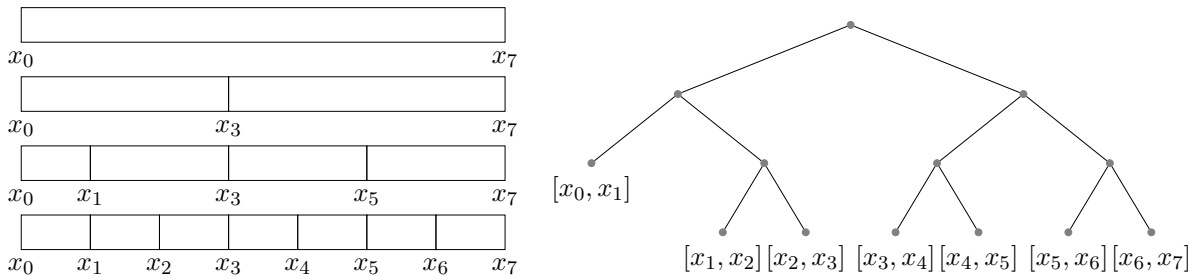 x₀ x₇
x₀ x₃ x₇
x₀ x₁ x₃ x₅ x₇
x₀ x₁ x₂ x₃ x₄ x₅ x₆ x₇
[x₀, x₁]
[x₁, x₂] [x₂, x₃] [x₃, x₄] [x₄, x₅] [x₅, x₆] [x₆, x₇]